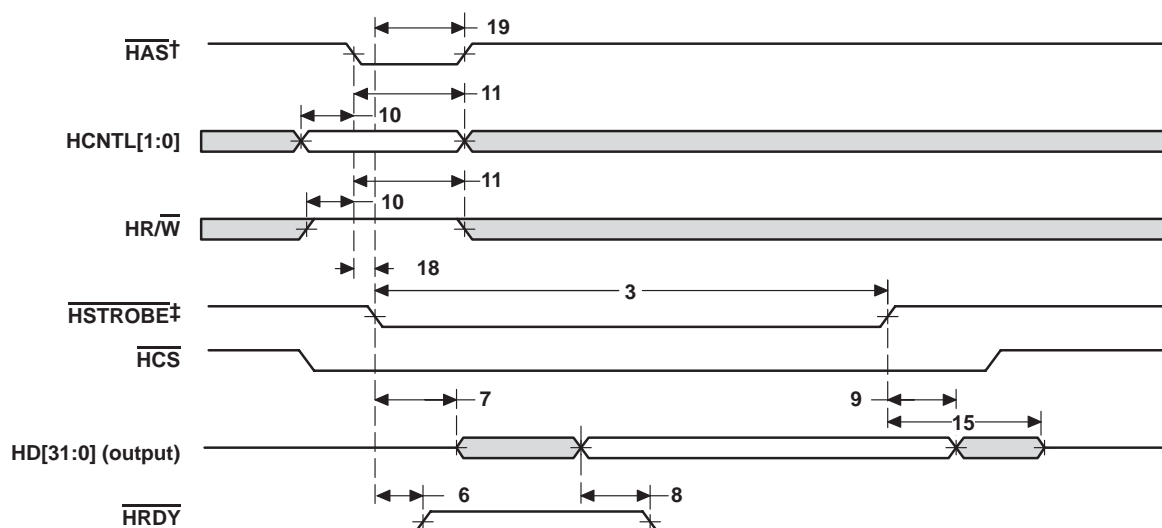 19
HAS†
11
10
HCNTL[1:0]
11
10
HR/W
18
3
HSTROBE‡
HCS
7
9
15
HD[31:0] (output)
6
8
HRDY